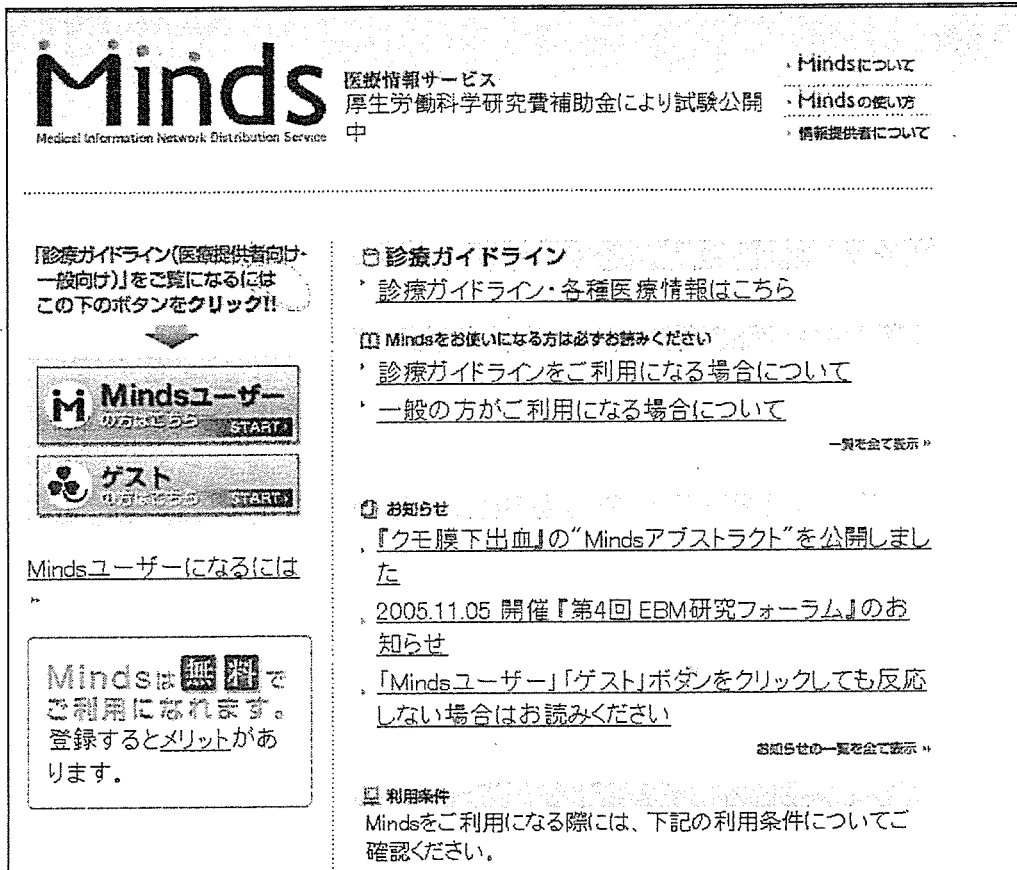 Minds
Medical Information Network Distribution Service
医療情報サービス
厚生労働科学研究費補助金により試験公開
中
Mindsについて
Mindsの使い方
情報提供者について
「診療ガイドライン(医療提供者向け・
一般向け)」をご覧になるには
この下のボタンをクリック!!
Mindsユーザー
の方はこちら START
ゲスト
の方はこちら START
Mindsユーザーになるには
»
Mindsは無料で
ご利用になれます。
登録するとメリットがあ
ります。
診療ガイドライン
診療ガイドライン・各種医療情報はこちら
Mindsをお使いになる方は必ずお読みください
診療ガイドラインをご利用になる場合について
一般の方がご利用になる場合について
一覧を全て表示 »
お知らせ
『クモ膜下出血』の“Mindsアブストラクト”を公開しまし
た
2005.11.05 開催『第4回 EBM研究フォーラム』のお
知らせ
「Mindsユーザー」「ゲスト」ボタンをクリックしても反応
しない場合はお読みください
お知らせの一覧を全て表示 »
利用条件
Mindsをご利用になる際には、下記の利用条件についてご
確認ください。